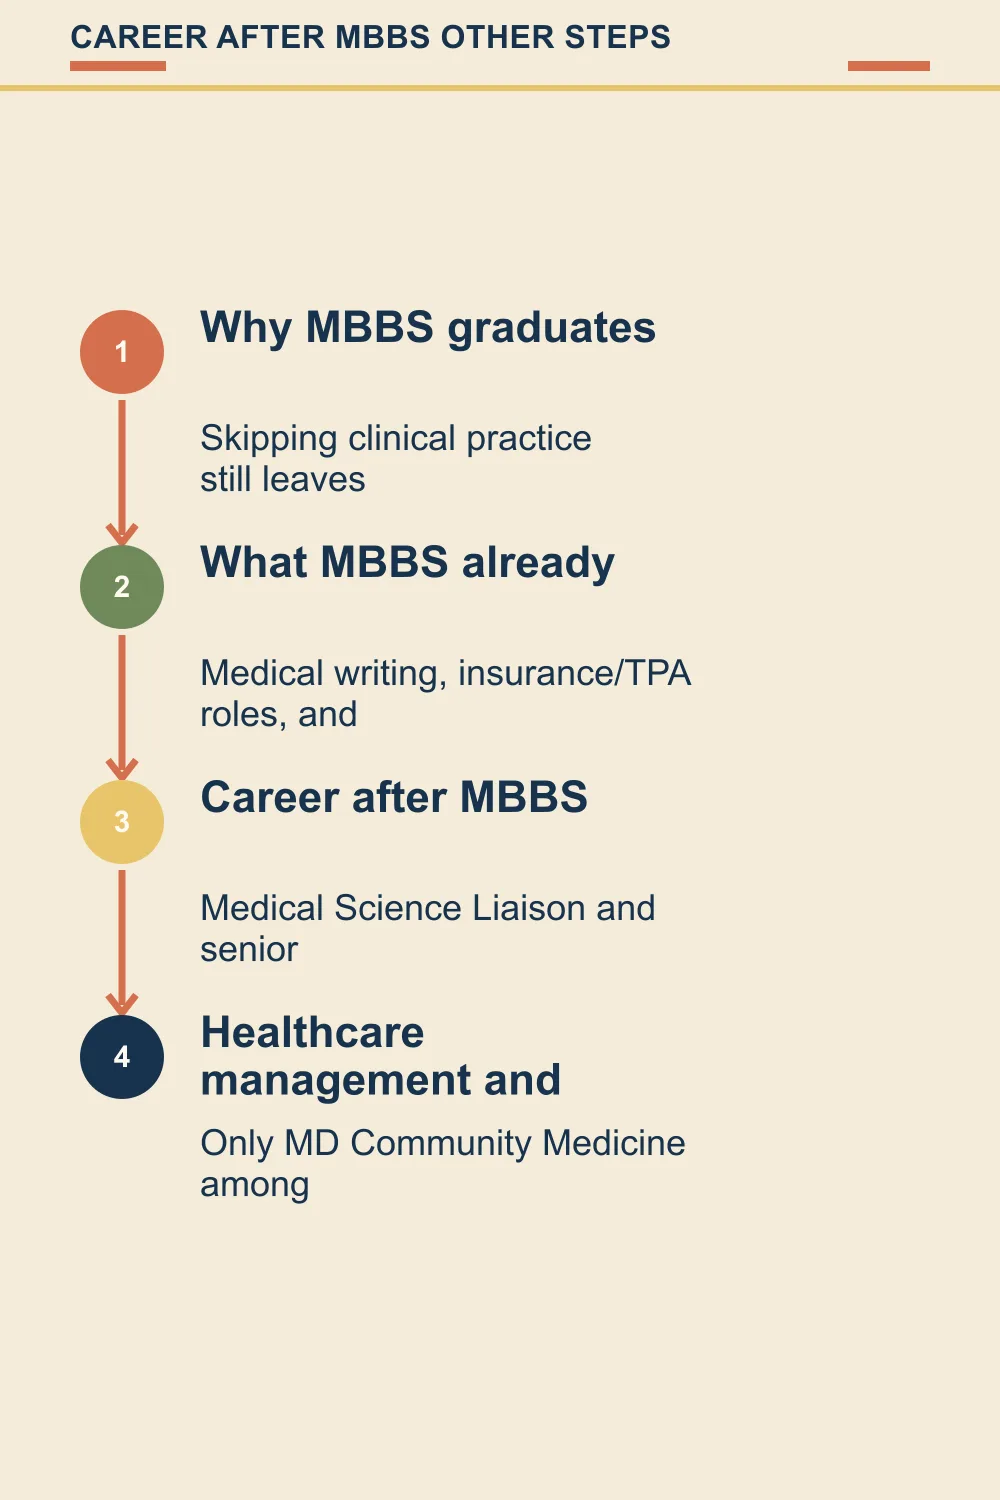 CAREER AFTER MBBS OTHER STEPS
1
Why MBBS graduates
Skipping clinical practice
still leaves
2
What MBBS already
Medical writing, insurance/TPA
roles, and
3
Career after MBBS
Medical Science Liaison and
senior
4
Healthcare
management and
Only MD Community Medicine
among